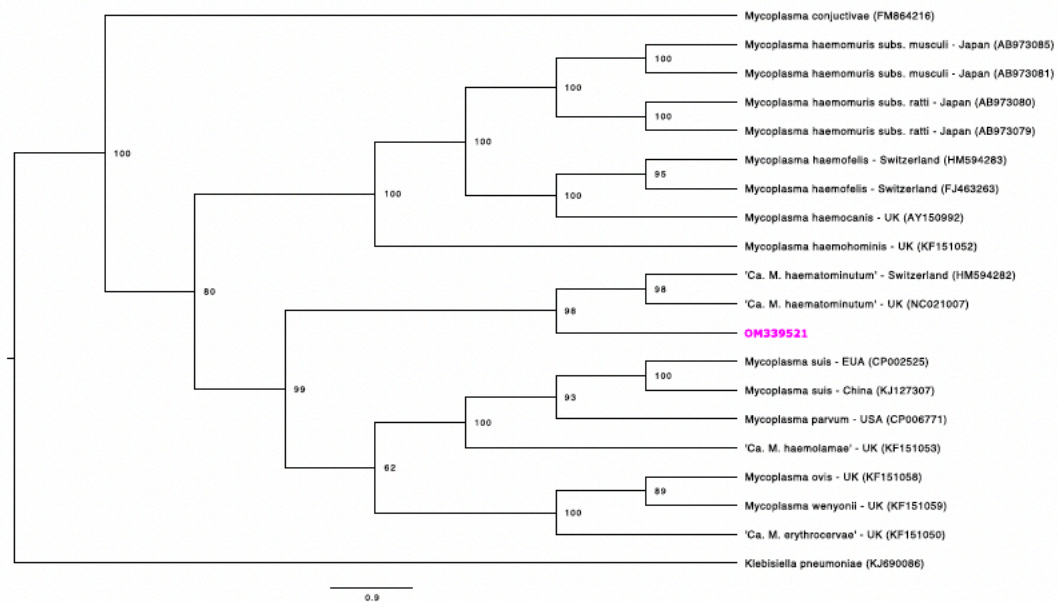 Mycoplasma conjuctivae (FM864216)
Mycoplasma haemomuris subs. musculi - Japan (AB973085)
100
Mycoplasma haemomuris subs. musculi - Japan (AB973081)
100
Mycoplasma haemomuris subs. ratti - Japan (AB973080)
100
Mycoplasma haemomuris subs. ratti - Japan (AB973079)
100
100
Mycoplasma haemofelis - Switzerland (HM594283)
95
Mycoplasma haemofelis - Switzerland (FJ463263)
100
100
Mycoplasma haemocanis - UK (AY150992)
Mycoplasma haemohominis - UK (KF151052)
'Ca. M. haematominutum' - Switzerland (HM594282)
98
80
'Ca. M. haematominutum' - UK (NC021007)
98
OM339521
Mycoplasma suis - EUA (CP002525)
100
99
Mycoplasma suis - China (KJ127307)
93
Mycoplasma parvum - USA (CP006771)
100
'Ca. M. haemolamae' - UK (KF151053)
62
Mycoplasma ovis - UK (KF151058)
89
Mycoplasma wenyonii - UK (KF151059)
100
'Ca. M. erythrocervae' - UK (KF151050)
Klebisiella pneumoniae (KJ690086)
0.9